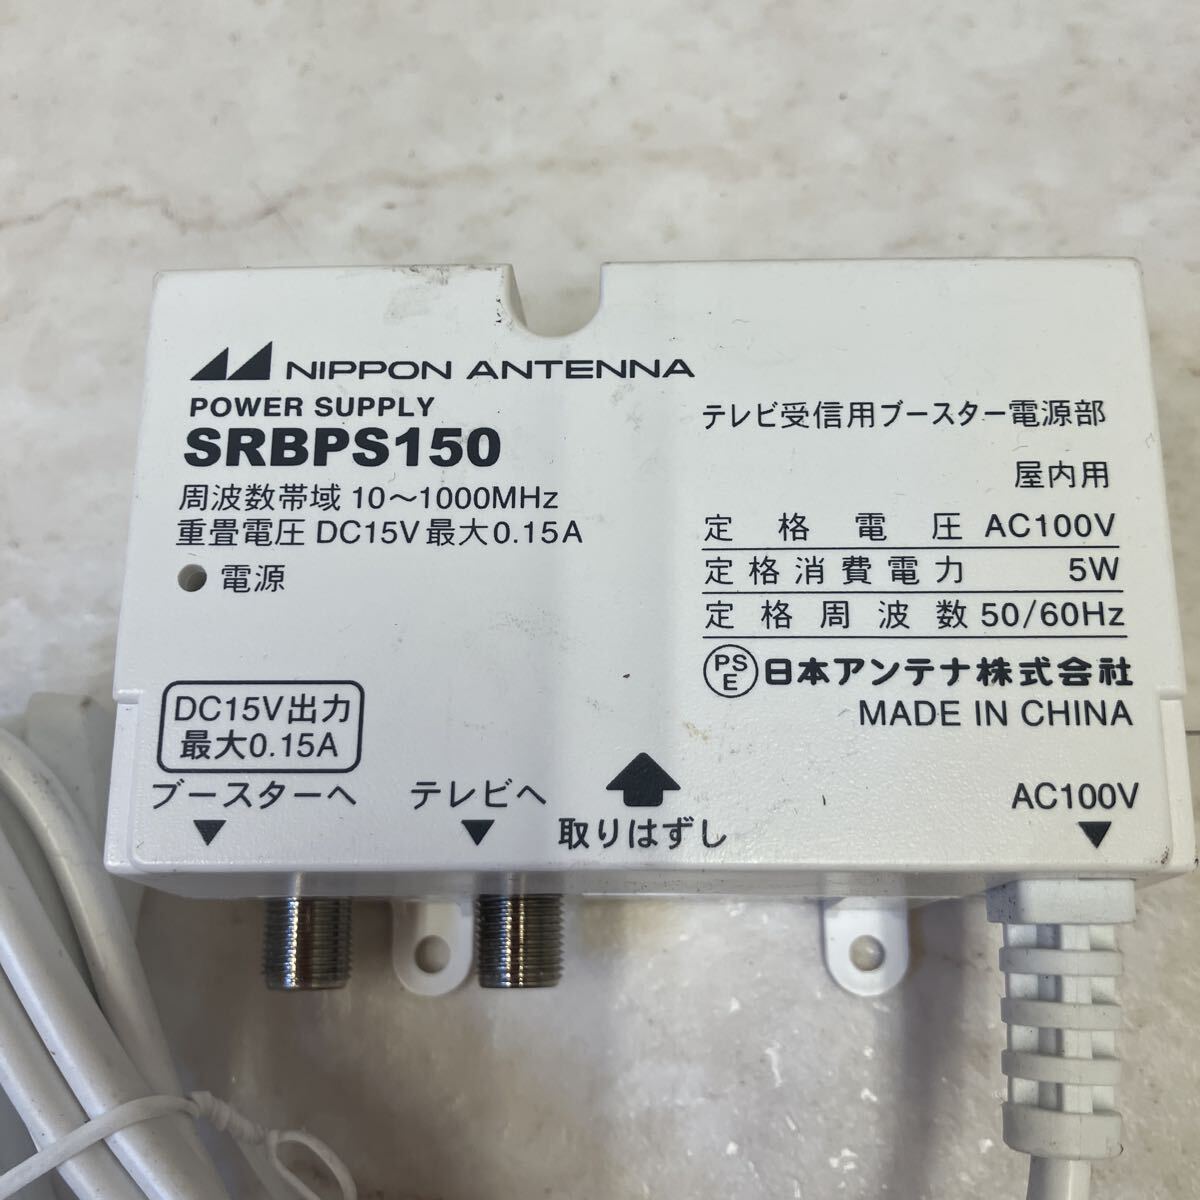 NIPPON ANTENNA
POWER SUPPLY
SRBPS150
周波数帯域 10～1000MHz
重畳電圧 DC15V 最大0.15A
電源
テレビ受信用ブースター電源部
屋内用
定格電圧 AC100V
定格消費電力 5W
定格周波数 50/60Hz
PSE 日本アンテナ株式会社
MADE IN CHINA
DC15V出力
最大0.15A
ブースターへ
テレビへ
取りはずし
AC100V